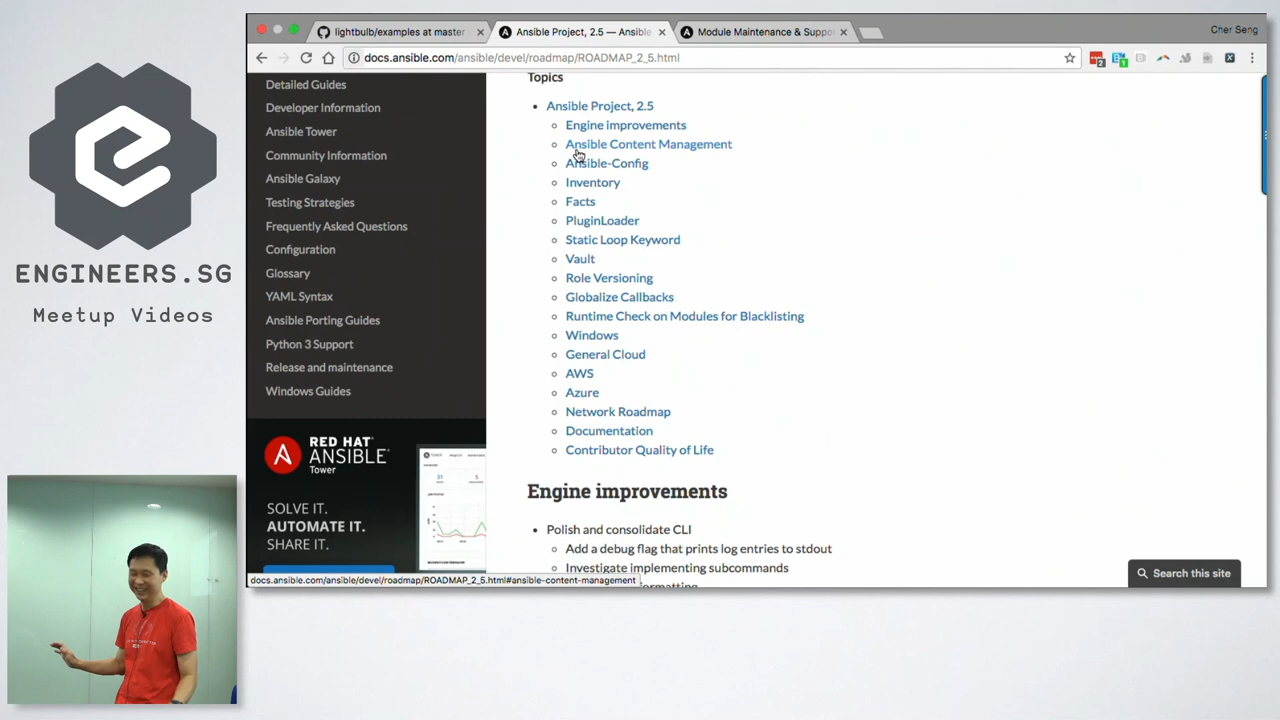 lightbulb/examples at master
Ansible Project, 2.5 — Ansible
Module Maintenance & Suppo
Cher Seng
docs.ansible.com/ansible/devel/roadmap/ROADMAP_2_5.html
2
1
ENGINEERS.SG
Meetup Videos
Detailed Guides
Developer Information
Ansible Tower
Community Information
Ansible Galaxy
Testing Strategies
Frequently Asked Questions
Configuration
Glossary
YAML Syntax
Ansible Porting Guides
Python 3 Support
Release and maintenance
Windows Guides
RED HAT
ANSIBLE
Tower
SOLVE IT.
AUTOMATE IT.
SHARE IT.
Topics
Ansible Project, 2.5
Engine improvements
Ansible Content Management
Ansible-Config
Inventory
Facts
PluginLoader
Static Loop Keyword
Vault
Role Versioning
Globalize Callbacks
Runtime Check on Modules for Blacklisting
Windows
General Cloud
AWS
Azure
Network Roadmap
Documentation
Contributor Quality of Life
Engine improvements
Polish and consolidate CLI
Add a debug flag that prints log entries to stdout
Investigate implementing subcommands
formatting
Search this site
docs.ansible.com/ansible/devel/roadmap/ROADMAP_2_5.html#ansible-content-management